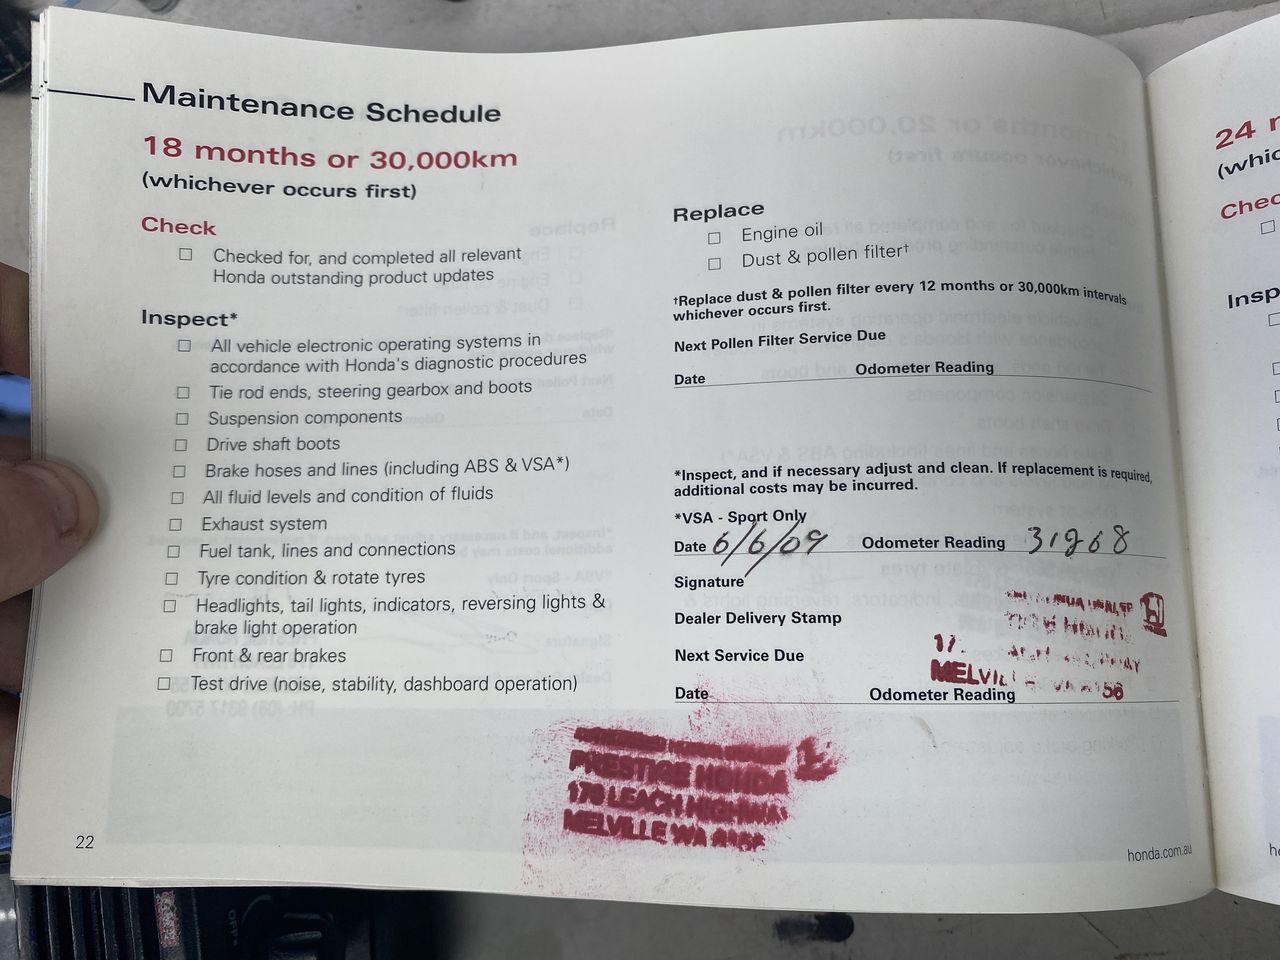 Maintenance Schedule
18 months or 30,000km
(whichever occurs first)
Check
Checked for, and completed all relevant
Honda outstanding product updates
Inspect*
All vehicle electronic operating systems in
accordance with Honda's diagnostic procedures
Tie rod ends, steering gearbox and boots
Suspension components
Drive shaft boots
Brake hoses and lines (including ABS & VSA*)
All fluid levels and condition of fluids
Exhaust system
Fuel tank, lines and connections
Tyre condition & rotate tyres
Headlights, tail lights, indicators, reversing lights &
brake light operation
Front & rear brakes
Test drive (noise, stability, dashboard operation)
22
Replace
Engine oil
Dust & pollen filter†
†Replace dust & pollen filter every 12 months or 30,000km intervals
whichever occurs first.
Next Pollen Filter Service Due
Date Odometer Reading
*Inspect, and if necessary adjust and clean. If replacement is required,
additional costs may be incurred.
*VSA - Sport Only
Date 6/6/09 Odometer Reading 31268
Signature
Dealer Delivery Stamp
Next Service Due
MELVILLE
Date Odometer Reading
HONDA
PRESTIGE HONDA
176 LEACH HIGHWAY
MELVILLE WA
honda.com.au
24
Check